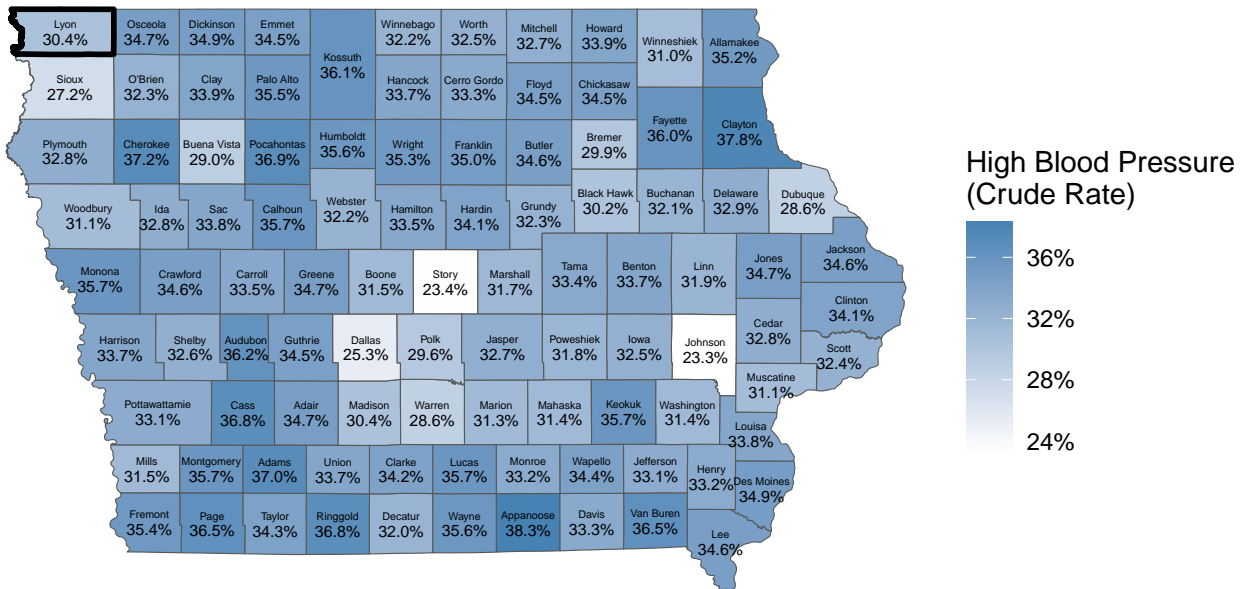 Lyon
30.4%
Osceola
34.7%
Dickinson
34.9%
Emmet
34.5%
Kossuth
36.1%
Winnebago
32.2%
Worth
32.5%
Mitchell
32.7%
Howard
33.9%
Winneshiek
31.0%
Allamakee
35.2%
Sioux
27.2%
O'Brien
32.3%
Clay
33.9%
Palo Alto
35.5%
Hancock
33.7%
Cerro Gordo
33.3%
Floyd
34.5%
Chickasaw
34.5%
Fayette
36.0%
Clayton
37.8%
Plymouth
32.8%
Cherokee
37.2%
Buena Vista
29.0%
Pocahontas
36.9%
Humboldt
35.6%
Wright
35.3%
Franklin
35.0%
Butler
34.6%
Bremer
29.9%
Woodbury
31.1%
Ida
32.8%
Sac
33.8%
Calhoun
35.7%
Webster
32.2%
Hamilton
33.5%
Hardin
34.1%
Grundy
32.3%
Black Hawk
30.2%
Buchanan
32.1%
Delaware
32.9%
Dubuque
28.6%
Monona
35.7%
Crawford
34.6%
Carroll
33.5%
Greene
34.7%
Boone
31.5%
Story
23.4%
Marshall
31.7%
Tama
33.4%
Benton
33.7%
Linn
31.9%
Jones
34.7%
Jackson
34.6%
Clinton
34.1%
Harrison
33.7%
Shelby
32.6%
Audubon
36.2%
Guthrie
34.5%
Dallas
25.3%
Polk
29.6%
Jasper
32.7%
Poweshiek
31.8%
Iowa
32.5%
Johnson
23.3%
Cedar
32.8%
Scott
32.4%
Muscatine
31.1%
Pottawattamie
33.1%
Cass
36.8%
Adair
34.7%
Madison
30.4%
Warren
28.6%
Marion
31.3%
Mahaska
31.4%
Keokuk
35.7%
Washington
31.4%
Louisa
33.8%
Mills
31.5%
Montgomery
35.7%
Adams
37.0%
Union
33.7%
Clarke
34.2%
Lucas
35.7%
Monroe
33.2%
Wapello
34.4%
Jefferson
33.1%
Henry
33.2%
Des Moines
34.9%
Fremont
35.4%
Page
36.5%
Taylor
34.3%
Ringgold
36.8%
Decatur
32.0%
Wayne
35.6%
Appanoose
38.3%
Davis
33.3%
Van Buren
36.5%
Lee
34.6%
High Blood Pressure
(Crude Rate)
36%
32%
28%
24%